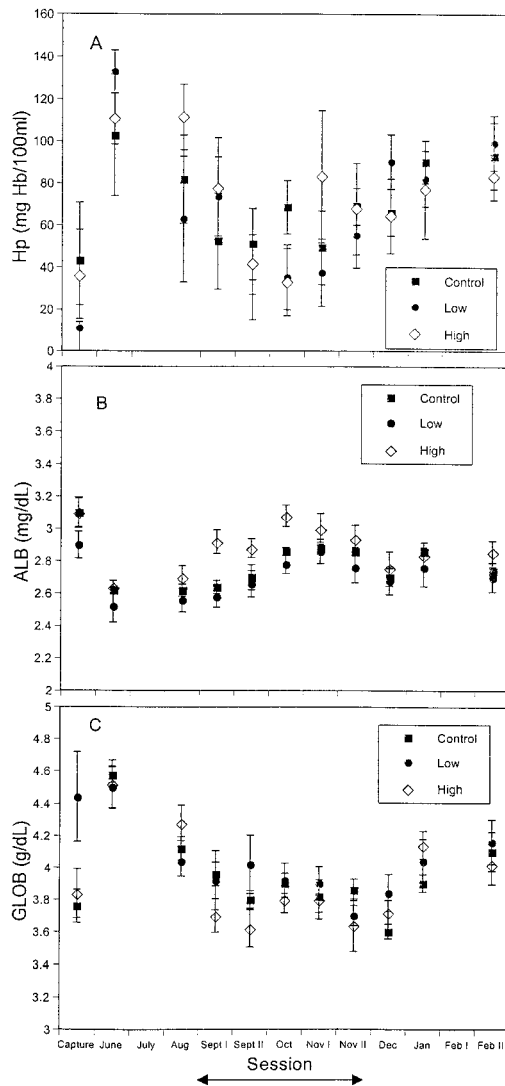 A
Hp (mg Hb/100ml)
160
140
120
100
80
60
40
20
0
Control
Low
High
B
ALB (mg/dL)
4
3.8
3.6
3.4
3.2
3
2.8
2.6
2.4
2.2
2
Control
Low
High
C
GLOB (g/dL)
5
4.8
4.6
4.4
4.2
4
3.8
3.6
3.4
3.2
3
Control
Low
High
Capture June July Aug Sept I Sept II Oct Nov I Nov II Dec Jan Feb I Feb II
Session